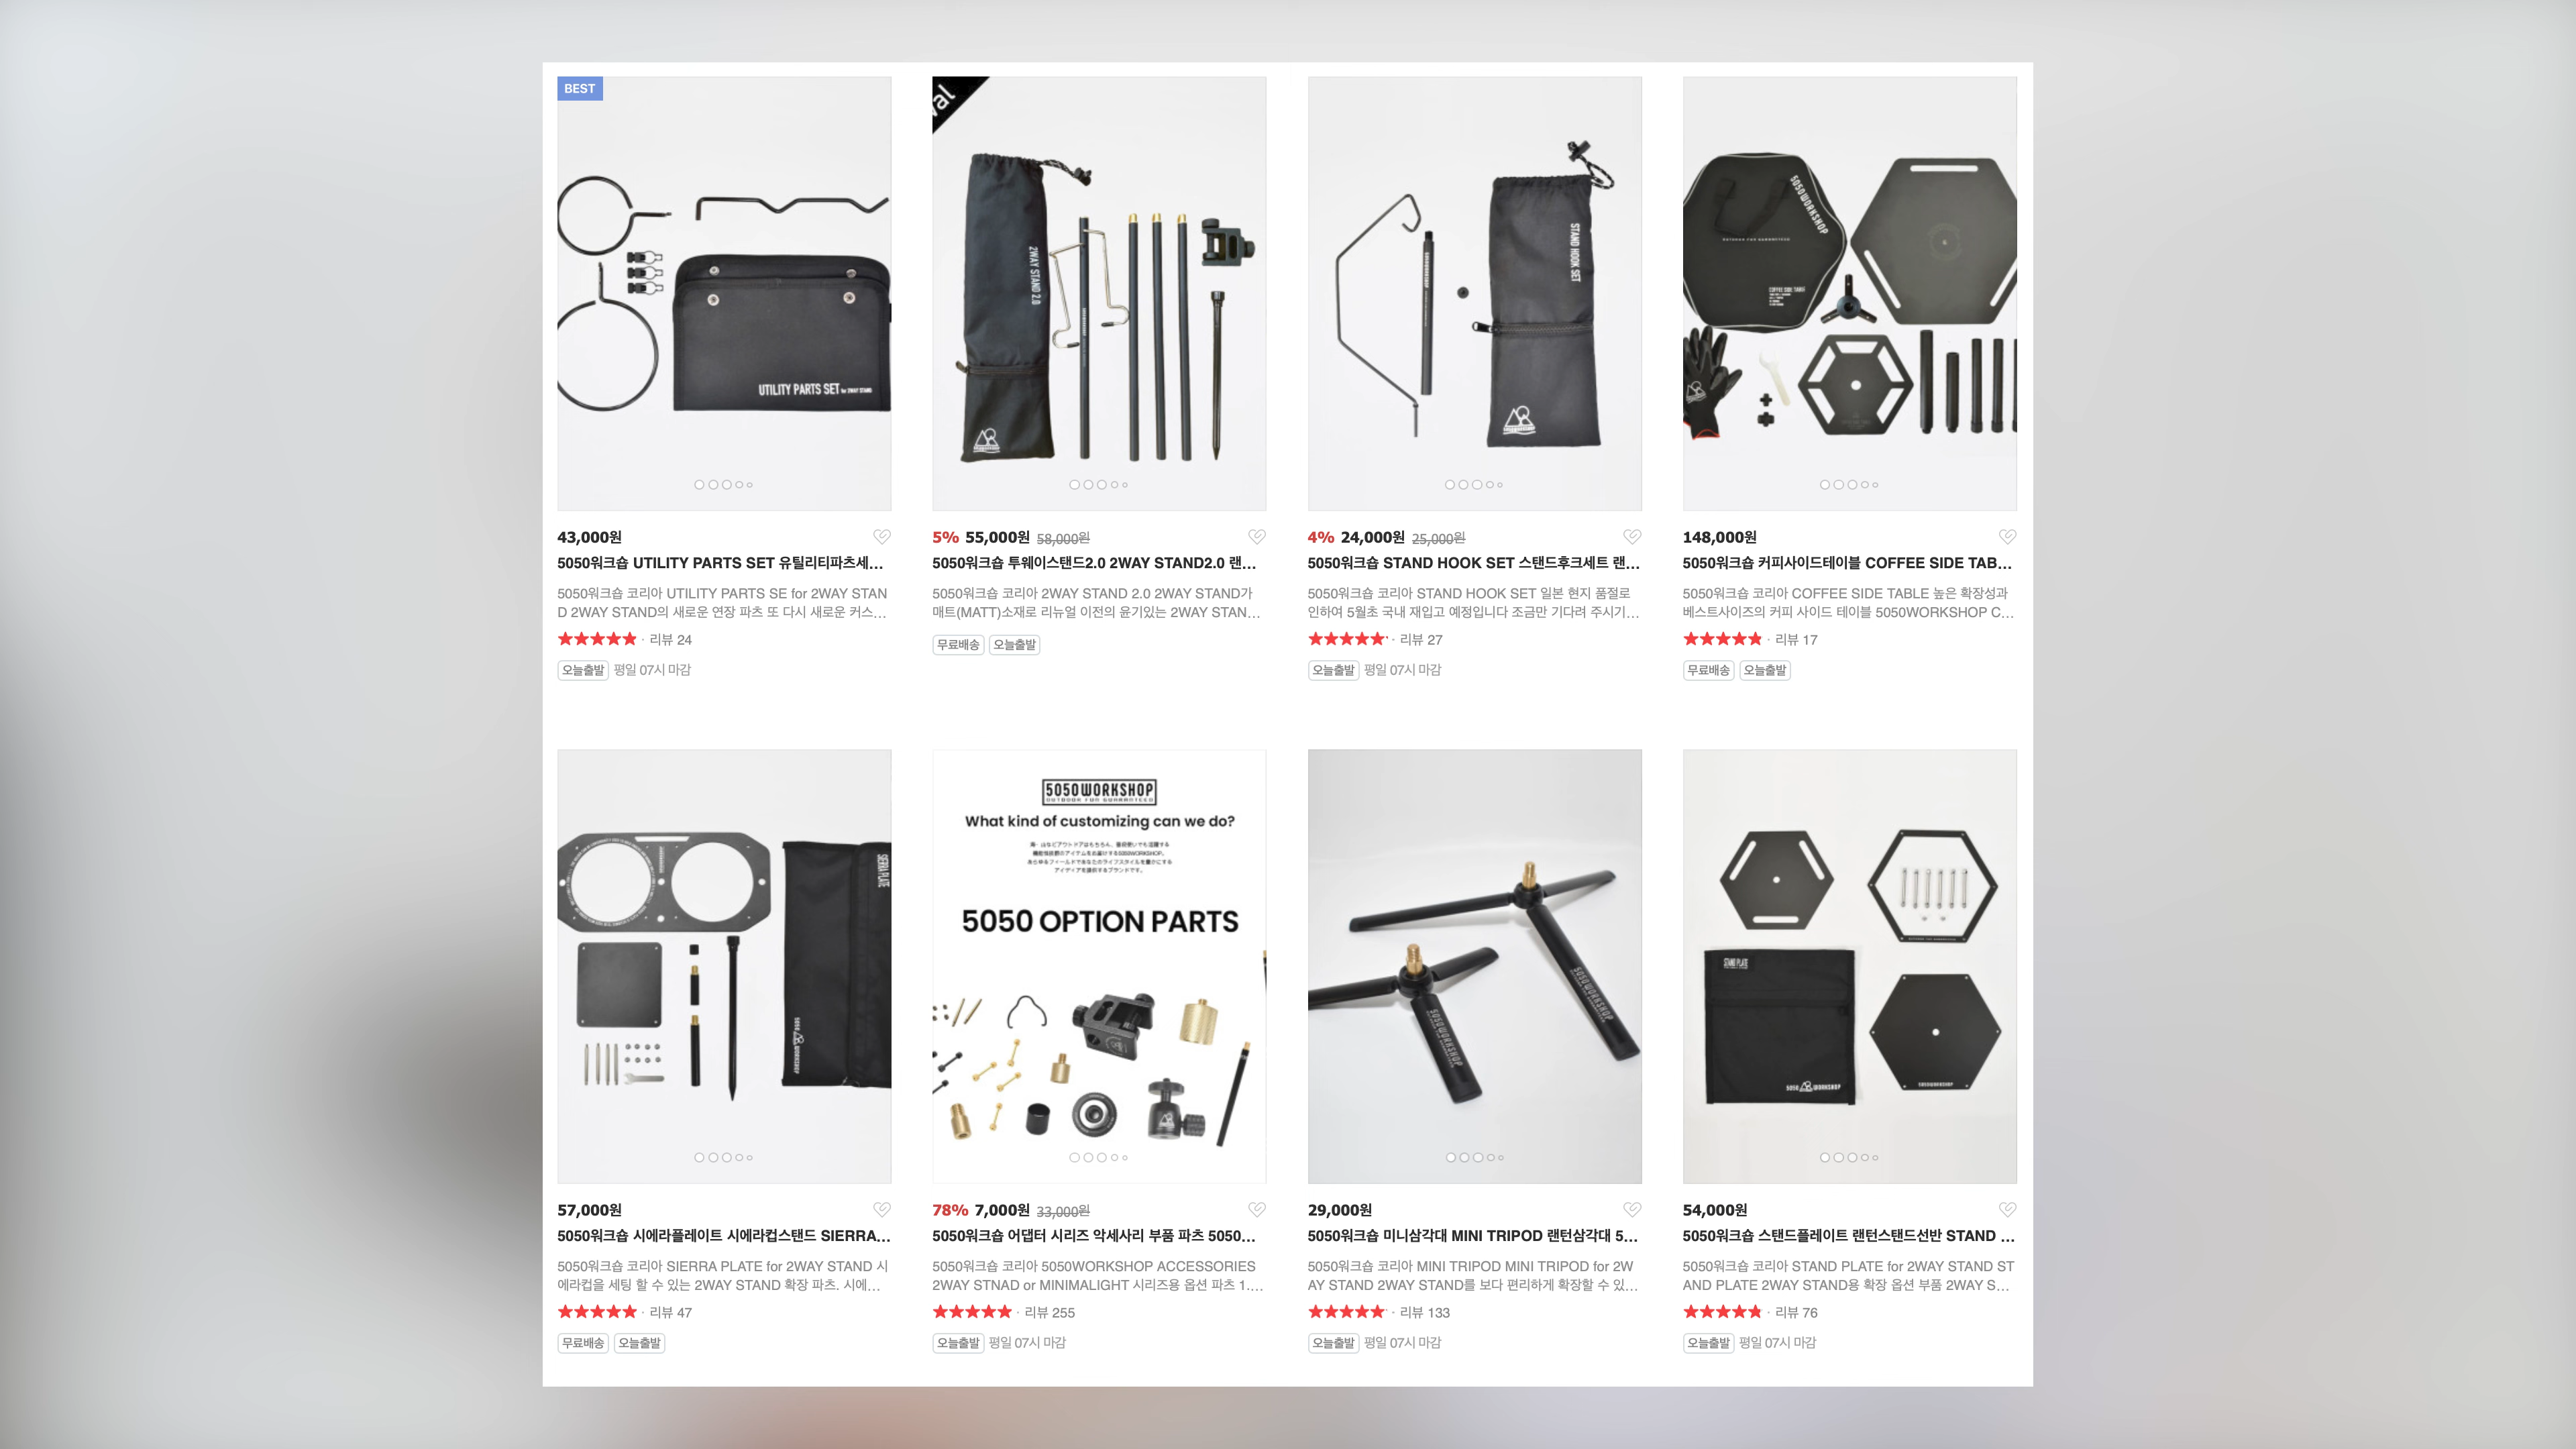 BEST
UTILITY PARTS SET for 2WAY STAND
val
2WAY STAND 2.0
STAND HOOK SET
5050WORKSHOP
OUTDOOR FUN GUARANTEED
COFFEE SIDE TABLE
43,000원
5050워크숍 UTILITY PARTS SET 유틸리티파츠세...
5050워크숍 코리아 UTILITY PARTS SE for 2WAY STAN
D 2WAY STAND의 새로운 연장 파츠 또 다시 새로운 커스...
· 리뷰 24
오늘출발 평일 07시 마감
5% 55,000원 58,000원
5050워크숍 투웨이스탠드2.0 2WAY STAND2.0 랜...
5050워크숍 코리아 2WAY STAND 2.0 2WAY STAND가
매트(MATT)소재로 리뉴얼 이전의 윤기있는 2WAY STAN...
무료배송 오늘출발
4% 24,000원 25,000원
5050워크숍 STAND HOOK SET 스탠드후크세트 랜...
5050워크숍 코리아 STAND HOOK SET 일본 현지 품절로
인하여 5월초 국내 재입고 예정입니다 조금만 기다려 주시기...
· 리뷰 27
오늘출발 평일 07시 마감
148,000원
5050워크숍 커피사이드테이블 COFFEE SIDE TAB...
5050워크숍 코리아 COFFEE SIDE TABLE 높은 확장성과
베스트사이즈의 커피 사이드 테이블 5050WORKSHOP C...
· 리뷰 17
무료배송 오늘출발
SIERRA PLATE
5050 WORKSHOP
5050WORKSHOP
OUTDOOR FUN GUARANTEED
What kind of customizing can we do?
5050 OPTION PARTS
5050WORKSHOP
5050WORKSHOP
STAND PLATE
5050 WORKSHOP
5050WORKSHOP
57,000원
5050워크숍 시에라플레이트 시에라컵스탠드 SIERRA...
5050워크숍 코리아 SIERRA PLATE for 2WAY STAND 시
에라컵을 세팅 할 수 있는 2WAY STAND 확장 파츠. 시에...
· 리뷰 47
무료배송 오늘출발
78% 7,000원 33,000원
5050워크숍 어댑터 시리즈 악세사리 부품 파츠 5050...
5050워크숍 코리아 5050WORKSHOP ACCESSORIES
2WAY STNAD or MINIMALIGHT 시리즈용 옵션 파츠 1....
· 리뷰 255
오늘출발 평일 07시 마감
29,000원
5050워크숍 미니삼각대 MINI TRIPOD 랜턴삼각대 5...
5050워크숍 코리아 MINI TRIPOD MINI TRIPOD for 2W
AY STAND 2WAY STAND를 보다 편리하게 확장할 수 있...
· 리뷰 133
오늘출발 평일 07시 마감
54,000원
5050워크숍 스탠드플레이트 랜턴스탠드선반 STAND ...
5050워크숍 코리아 STAND PLATE for 2WAY STAND ST
AND PLATE 2WAY STAND용 확장 옵션 부품 2WAY S...
· 리뷰 76
오늘출발 평일 07시 마감